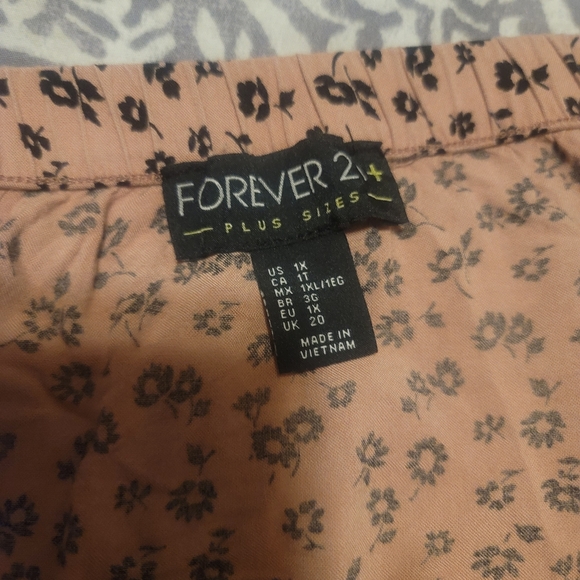 FOREVER 21+
PLUS SIZES
US 1X
CA 1T
MX 1XL/1EG
BR 3G
EU 1X
UK 20
MADE IN
VIETNAM